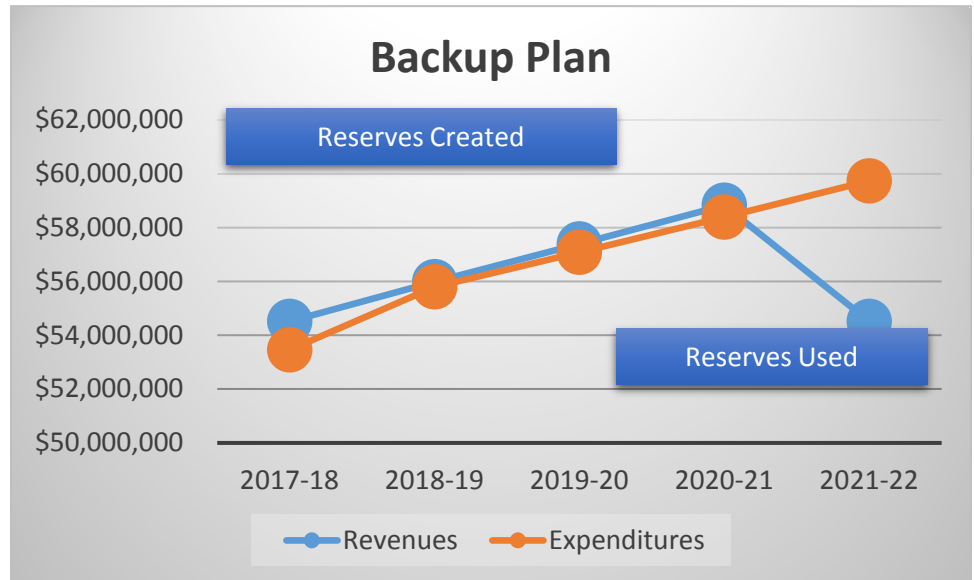 Backup Plan
$62,000,000
Reserves Created
$60,000,000
$58,000,000
$56,000,000
$54,000,000
Reserves Used
$52,000,000
$50,000,000
2017-18 2018-19 2019-20 2020-21 2021-22
Revenues Expenditures